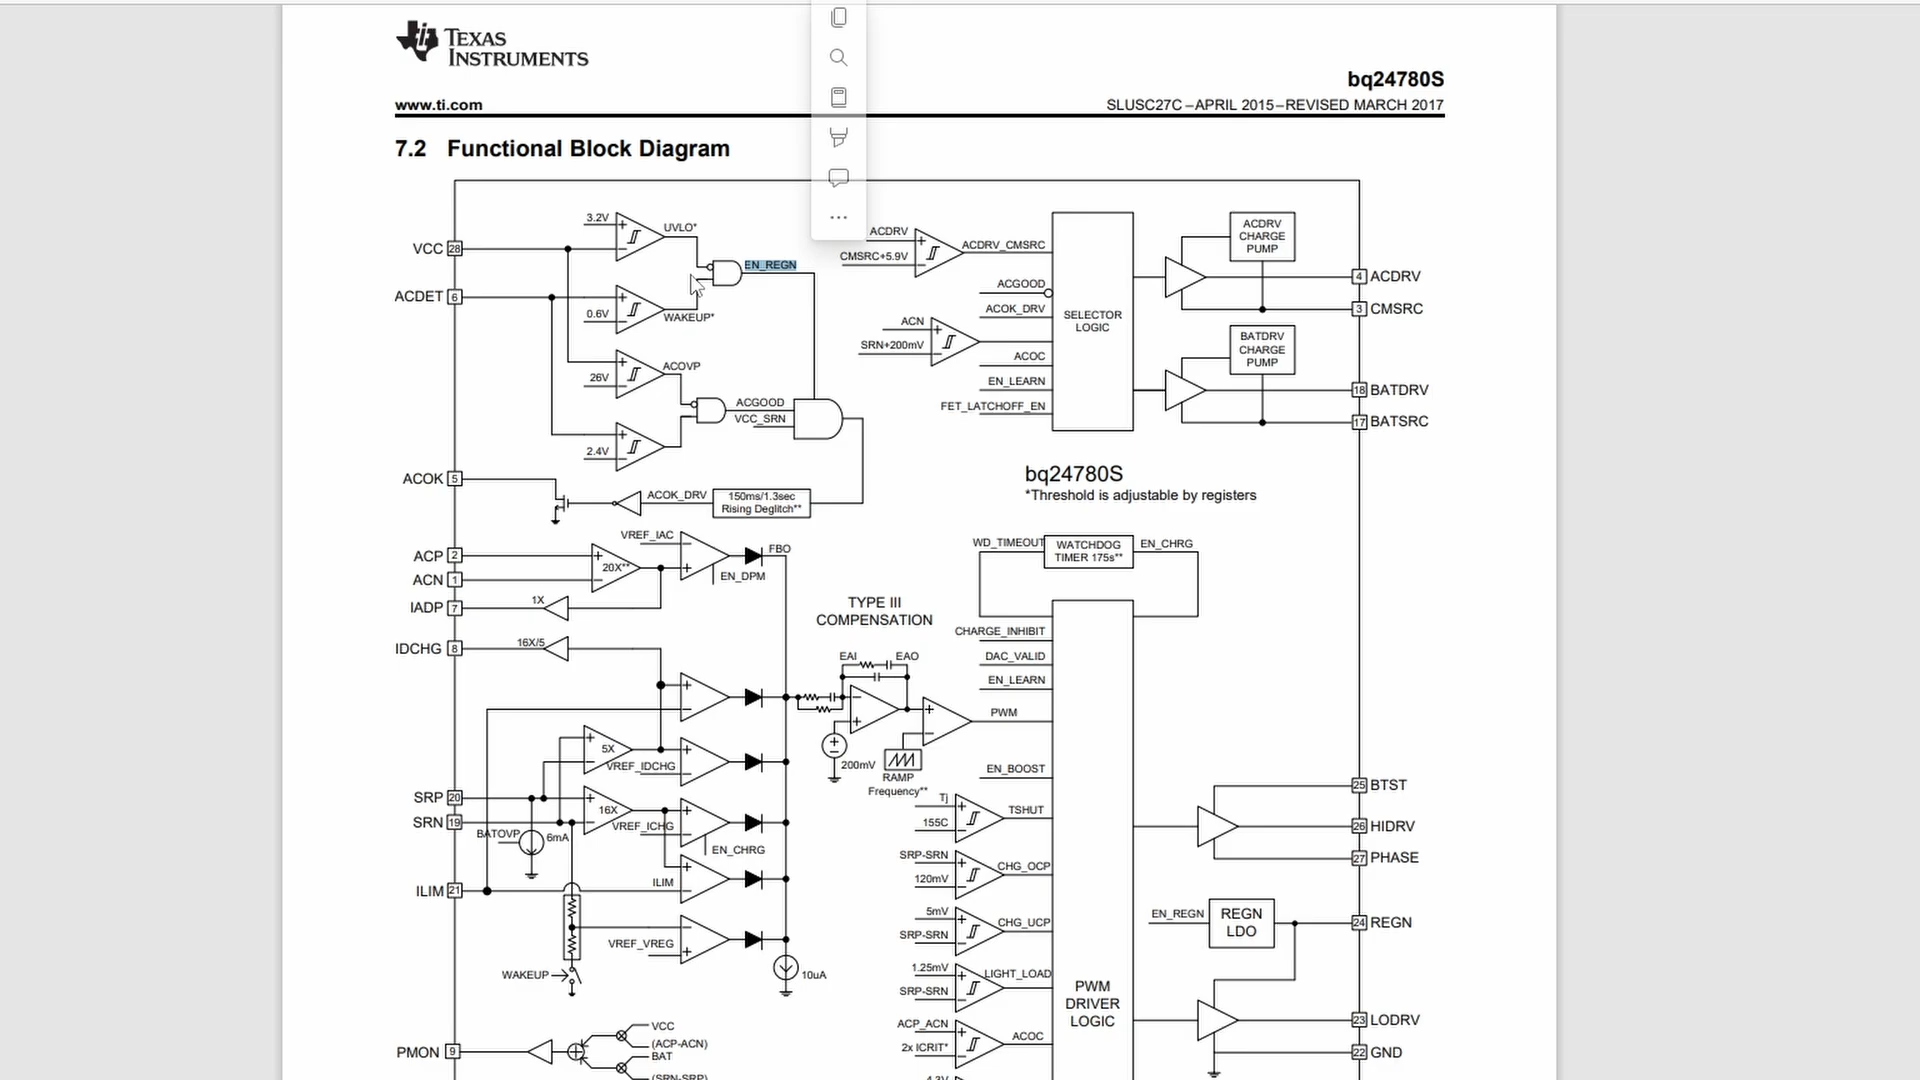 TEXAS
INSTRUMENTS
bq24780S
www.ti.com
SLUSC27C – APRIL 2015 – REVISED MARCH 2017
7.2 Functional Block Diagram
3.2V
UVLO*
VCC 28
EN_REGN
ACDET 6
0.6V
WAKEUP*
ACOVP
26V
ACGOOD
VCC_SRN
2.4V
ACOK 5
ACOK_DRV
150ms/1.3sec
Rising Deglitch**
ACDRV
CMSRC+5.9V
ACDRV_CMSRC
ACGOOD
ACOK_DRV
ACN
SRN+200mV
ACOC
EN_LEARN
FET_LATCHOFF_EN
SELECTOR
LOGIC
ACDRV
CHARGE
PUMP
4 ACDRV
3 CMSRC
BATDRV
CHARGE
PUMP
18 BATDRV
17 BATSRC
bq24780S
*Threshold is adjustable by registers
VREF_IAC
FBO
ACP 2
20X**
ACN 1
EN_DPM
IADP 7
1X
IDCHG 8
16X/5
TYPE III
COMPENSATION
EAI
EAO
200mV
RAMP
Frequency**
5X
VREF_IDCHG
SRP 20
16X
SRN 19
VREF_ICHG
BATOVP
6mA
EN_CHRG
ILIM 21
ILIM
VREF_VREG
WAKEUP
10uA
PMON 9
VCC
(ACP-ACN)
BAT
(SRN-SRP)
WD_TIMEOUT
WATCHDOG
TIMER 175s**
EN_CHRG
CHARGE_INHIBIT
DAC_VALID
EN_LEARN
PWM
EN_BOOST
Tj
155C
TSHUT
SRP-SRN
120mV
CHG_OCP
5mV
SRP-SRN
CHG_UCP
1.25mV
SRP-SRN
LIGHT_LOAD
ACP_ACN
2x ICRIT*
ACOC
4.3V
PWM
DRIVER
LOGIC
25 BTST
26 HIDRV
27 PHASE
EN_REGN
REGN
LDO
24 REGN
23 LODRV
22 GND